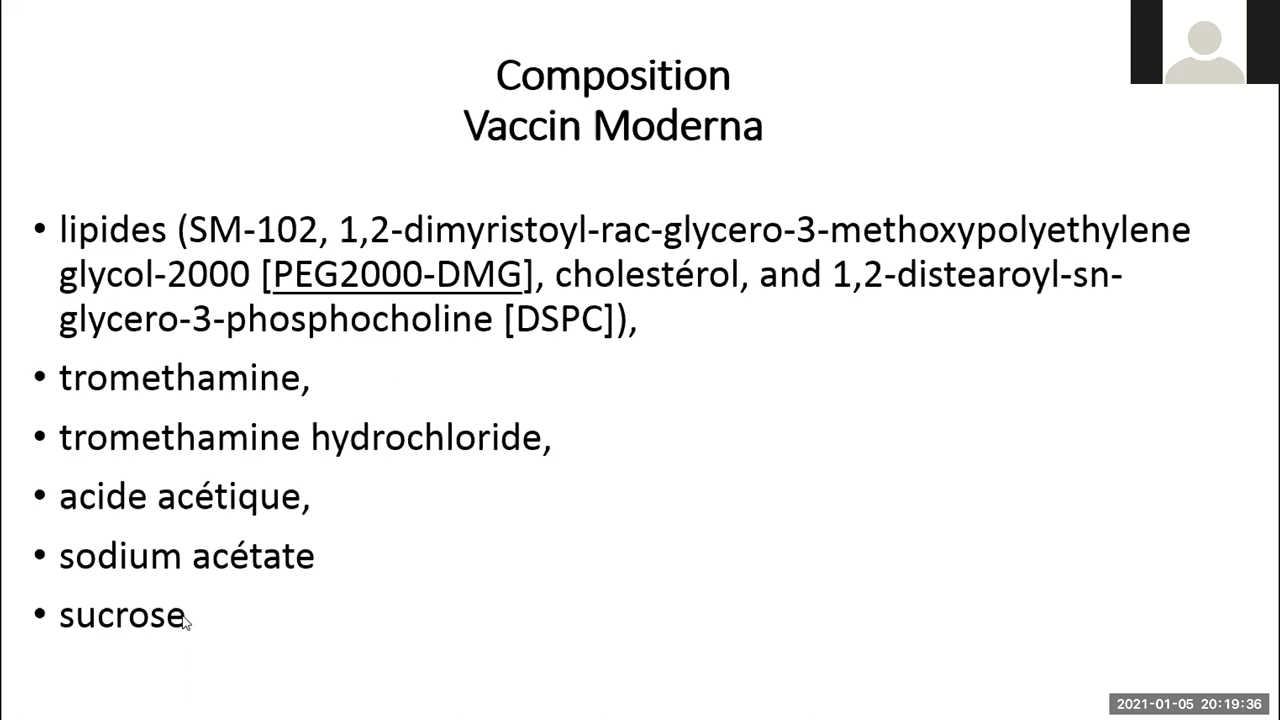 Composition
Vaccin Moderna
• lipides (SM-102, 1,2-dimyristoyl-rac-glycero-3-methoxypolyethylene
glycol-2000 [PEG2000-DMG], cholestérol, and 1,2-distearoyl-sn-
glycero-3-phosphocholine [DSPC]),
• tromethamine,
• tromethamine hydrochloride,
• acide acétique,
• sodium acétate
• sucrose
2021-01-05 20:19:36